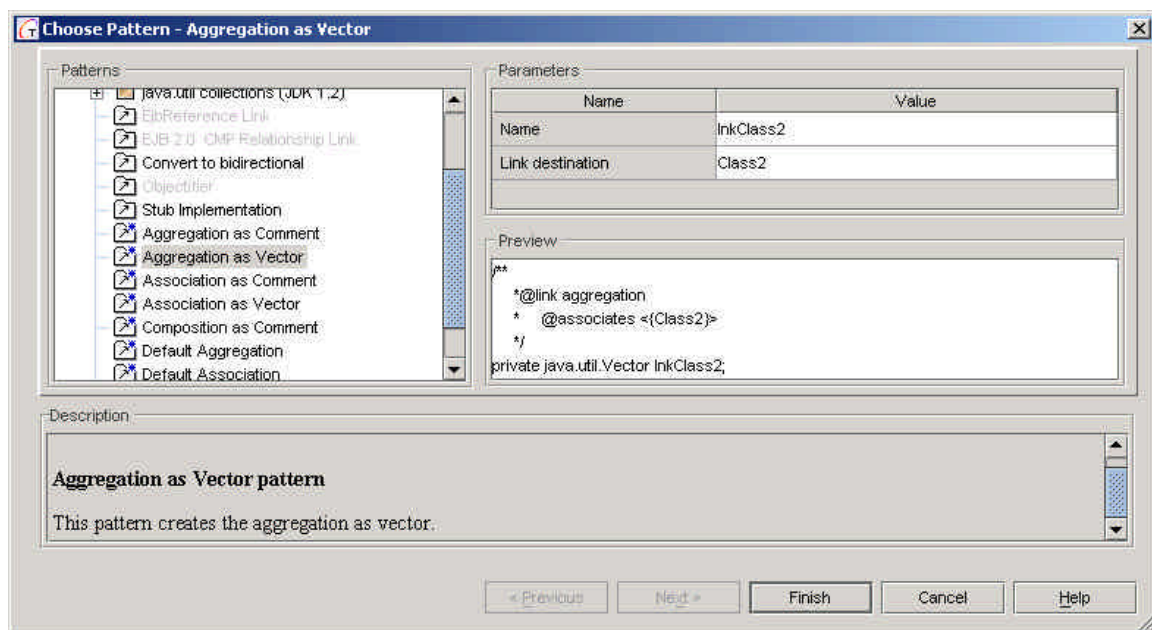 Choose Pattern - Aggregation as Vector
Patterns
java.util collections (JDK 1.2)
EjbReference Link
EJB 2.0 CMP Relationship Link
Convert to bidirectional
Objectifier
Stub Implementation
Aggregation as Comment
Aggregation as Vector
Association as Comment
Association as Vector
Composition as Comment
Default Aggregation
Default Association
Parameters
Name Value
Name lnkClass2
Link destination Class2
Preview
/**
*@link aggregation
* @associates <{Class2}>
*/
private java.util.Vector lnkClass2;
Description
Aggregation as Vector pattern
This pattern creates the aggregation as vector.
< Previous Next > Finish Cancel Help